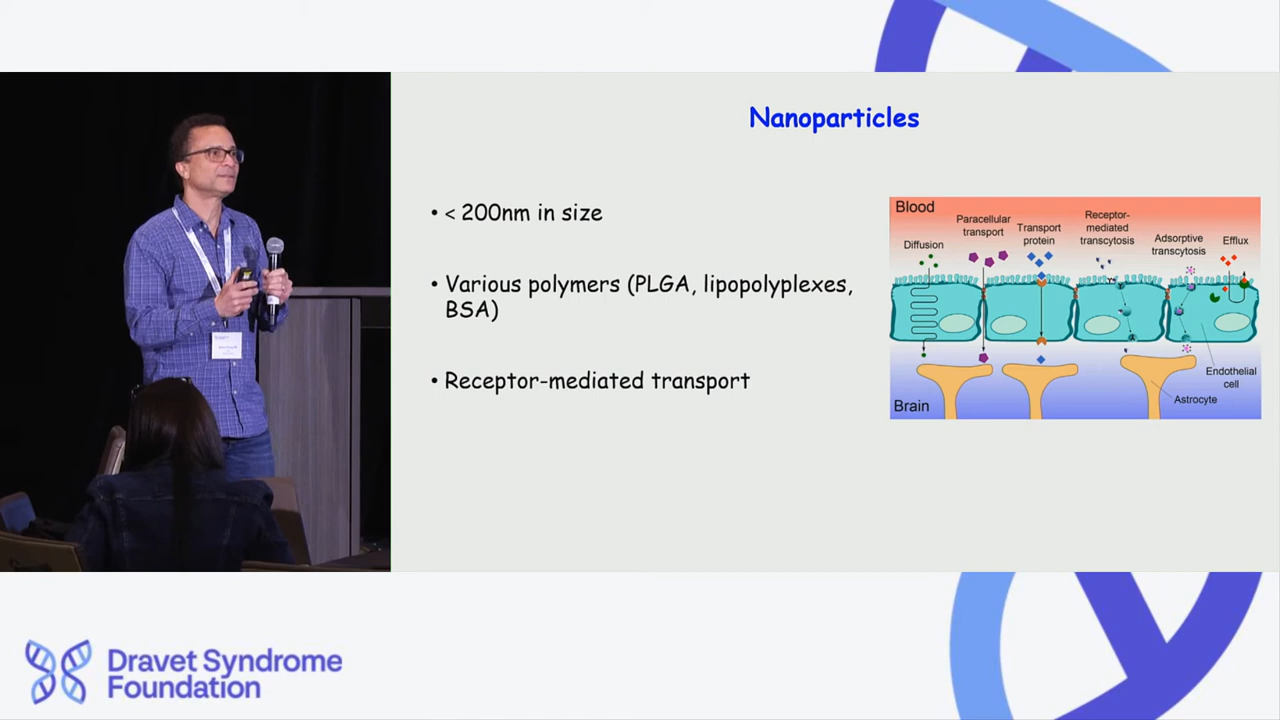 Nanoparticles
• < 200nm in size
• Various polymers (PLGA, lipopolyplexes,
BSA)
• Receptor-mediated transport
Blood
Diffusion
Paracellular
transport
Transport
protein
Receptor-
mediated
transcytosis
Adsorptive
transcytosis
Efflux
Endothelial
cell
Astrocyte
Brain
Dravet Syndrome
Foundation